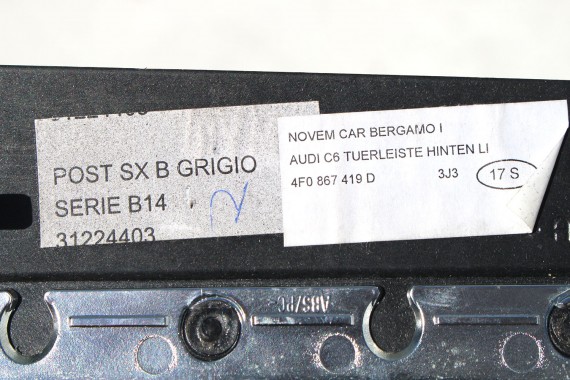 POST SX B GRIGIO
SERIE B14
31224403
NOVEM CAR BERGAMO I
AUDI C6 TUERLEISTE HINTEN LI
4F0 867 419 D 3J3 17 S
ABS/PC